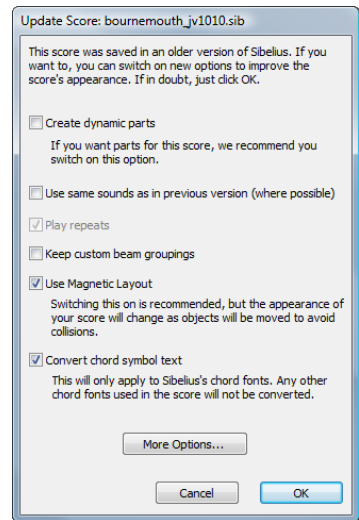 Update Score: bournemouth_jv1010.sib
This score was saved in an older version of Sibelius. If you
want to, you can switch on new options to improve the
score's appearance. If in doubt, just click OK.
Create dynamic parts
If you want parts for this score, we recommend you
switch on this option.
Use same sounds as in previous version (where possible)
Play repeats
Keep custom beam groupings
Use Magnetic Layout
Switching this on is recommended, but the appearance of
your score will change as objects will be moved to avoid
collisions.
Convert chord symbol text
This will only apply to Sibelius's chord fonts. Any other
chord fonts used in the score will not be converted.
More Options...
Cancel OK